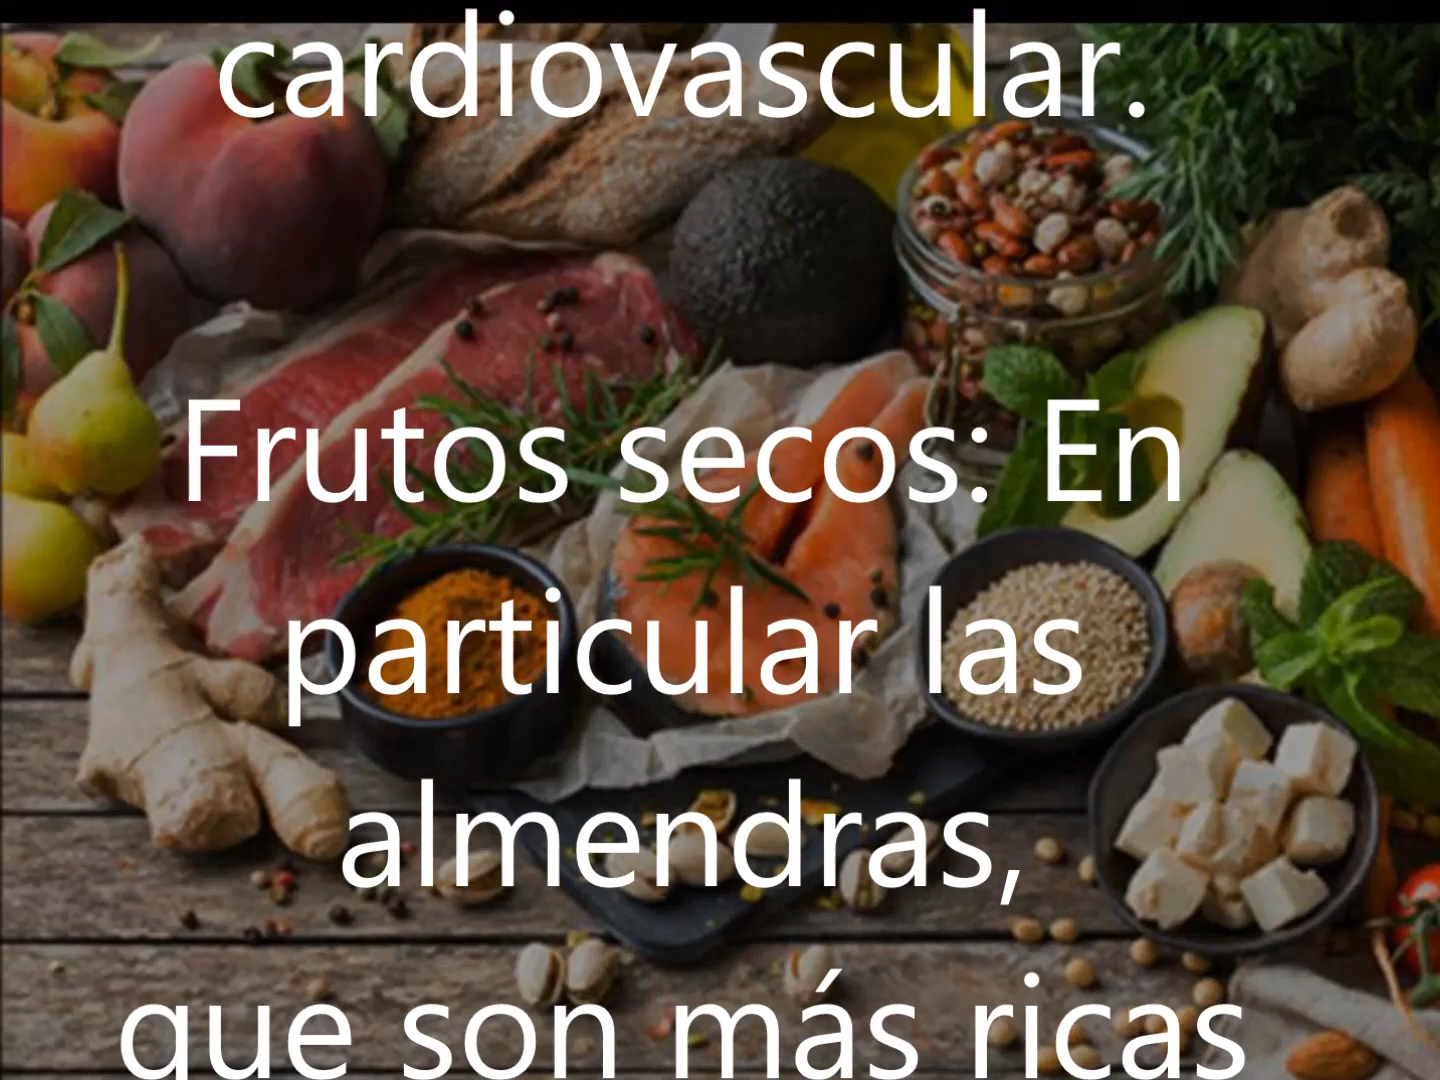 cardiovascular.
Frutos secos: En
particular las
almendras,
que son más ricas